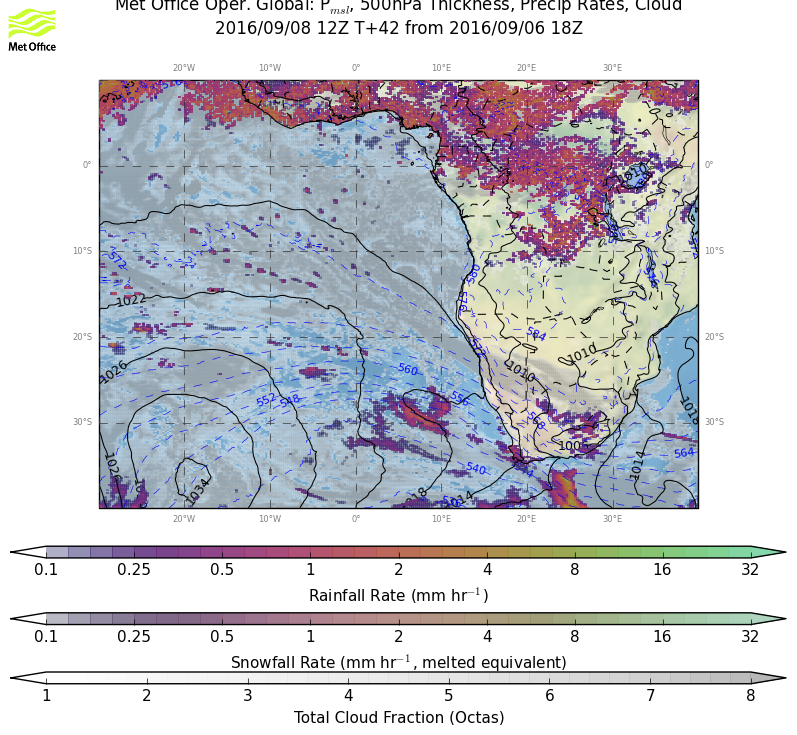 Met Office Oper. Global: Pmsl, 500hPa Thickness, Precip Rates, Cloud
2016/09/08 12Z T+42 from 2016/09/06 18Z
Met Office
20°W 10°W 0° 10°E 20°E 30°E
0° 0°
1010
10°S 10°S
572
1022
20°S 20°S
584
1010
1026 560 1010
552 548 556
1018
568
30°S 30°S
1006
564
540
1014
1034
1014
20°W 10°W 0° 10°E 20°E 30°E
0.1 0.25 0.5 1 2 4 8 16 32
Rainfall Rate (mm hr⁻¹)
0.1 0.25 0.5 1 2 4 8 16 32
Snowfall Rate (mm hr⁻¹, melted equivalent)
1 2 3 4 5 6 7 8
Total Cloud Fraction (Octas)